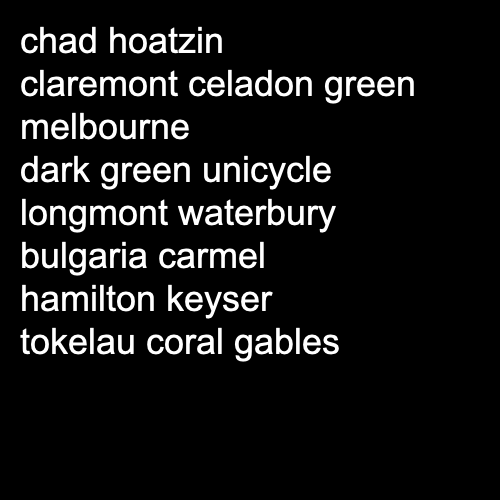 chad hoatzin
claremont celadon green
melbourne
dark green unicycle
longmont waterbury
bulgaria carmel
hamilton keyser
tokelau coral gables